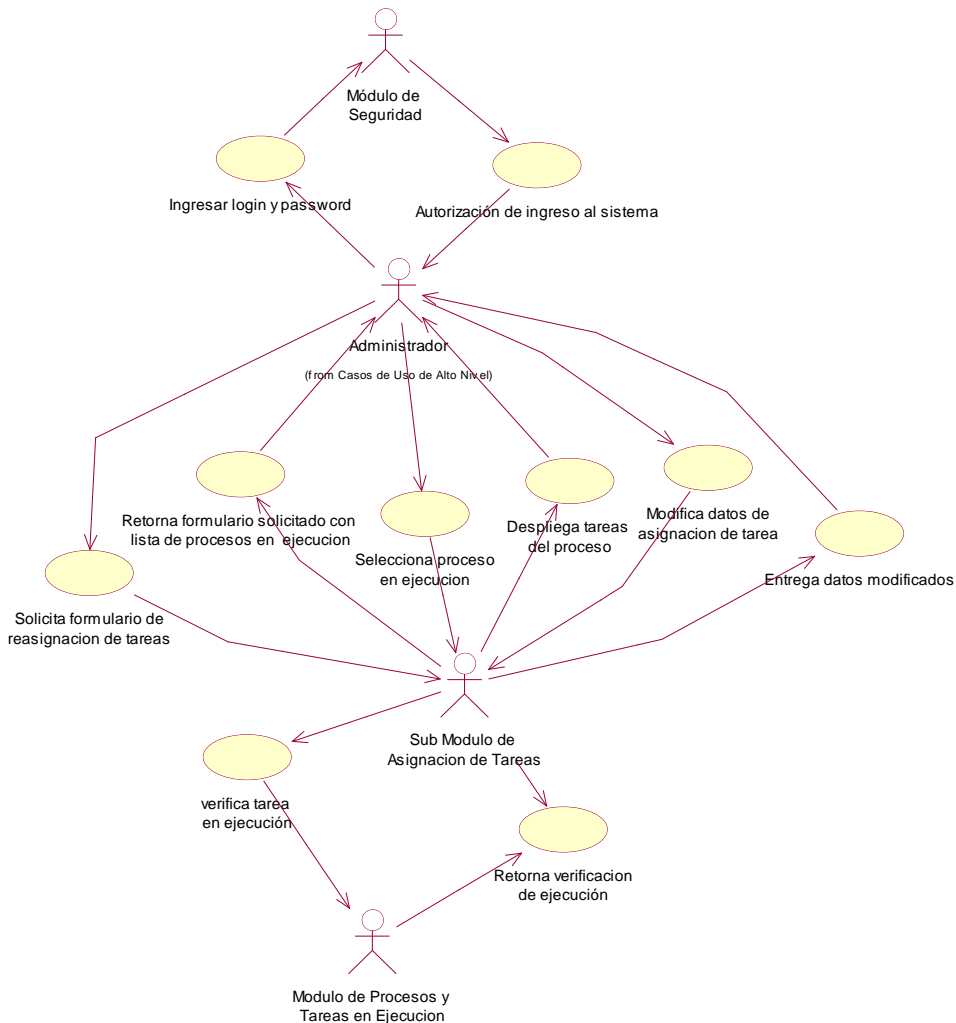 Módulo de
Seguridad
Ingresar login y password
Autorización de ingreso al sistema
Administrador
(from Casos de Uso de Alto Nivel)
Retorna formulario solicitado con
lista de procesos en ejecucion
Selecciona proceso
en ejecucion
Despliega tareas
del proceso
Modifica datos de
asignacion de tarea
Entrega datos modificados
Solicita formulario de
reasignacion de tareas
Sub Modulo de
Asignacion de Tareas
verifica tarea
en ejecución
Retorna verificacion
de ejecución
Modulo de Procesos y
Tareas en Ejecucion